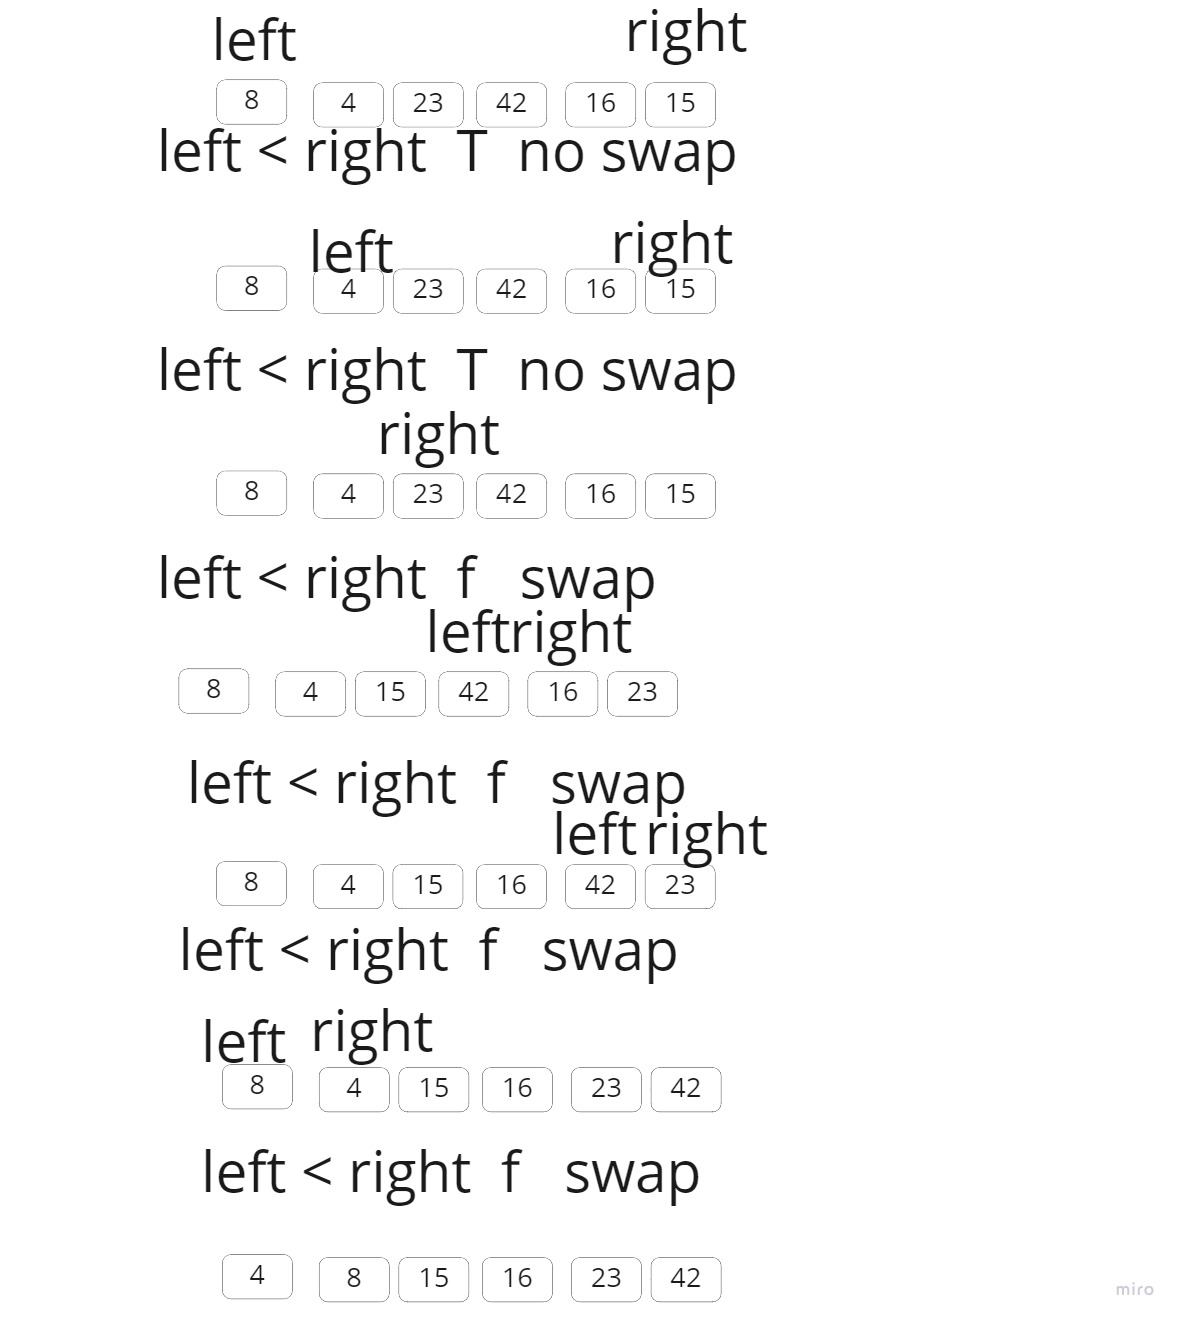 left right
8 4 23 42 16 15
left < right T no swap
left right
8 4 23 42 16 15
left < right T no swap
right
8 4 23 42 16 15
left < right f swap
leftright
8 4 15 42 16 23
left < right f swap
left right
8 4 15 16 42 23
left < right f swap
left right
8 4 15 16 23 42
left < right f swap
4 8 15 16 23 42
miro